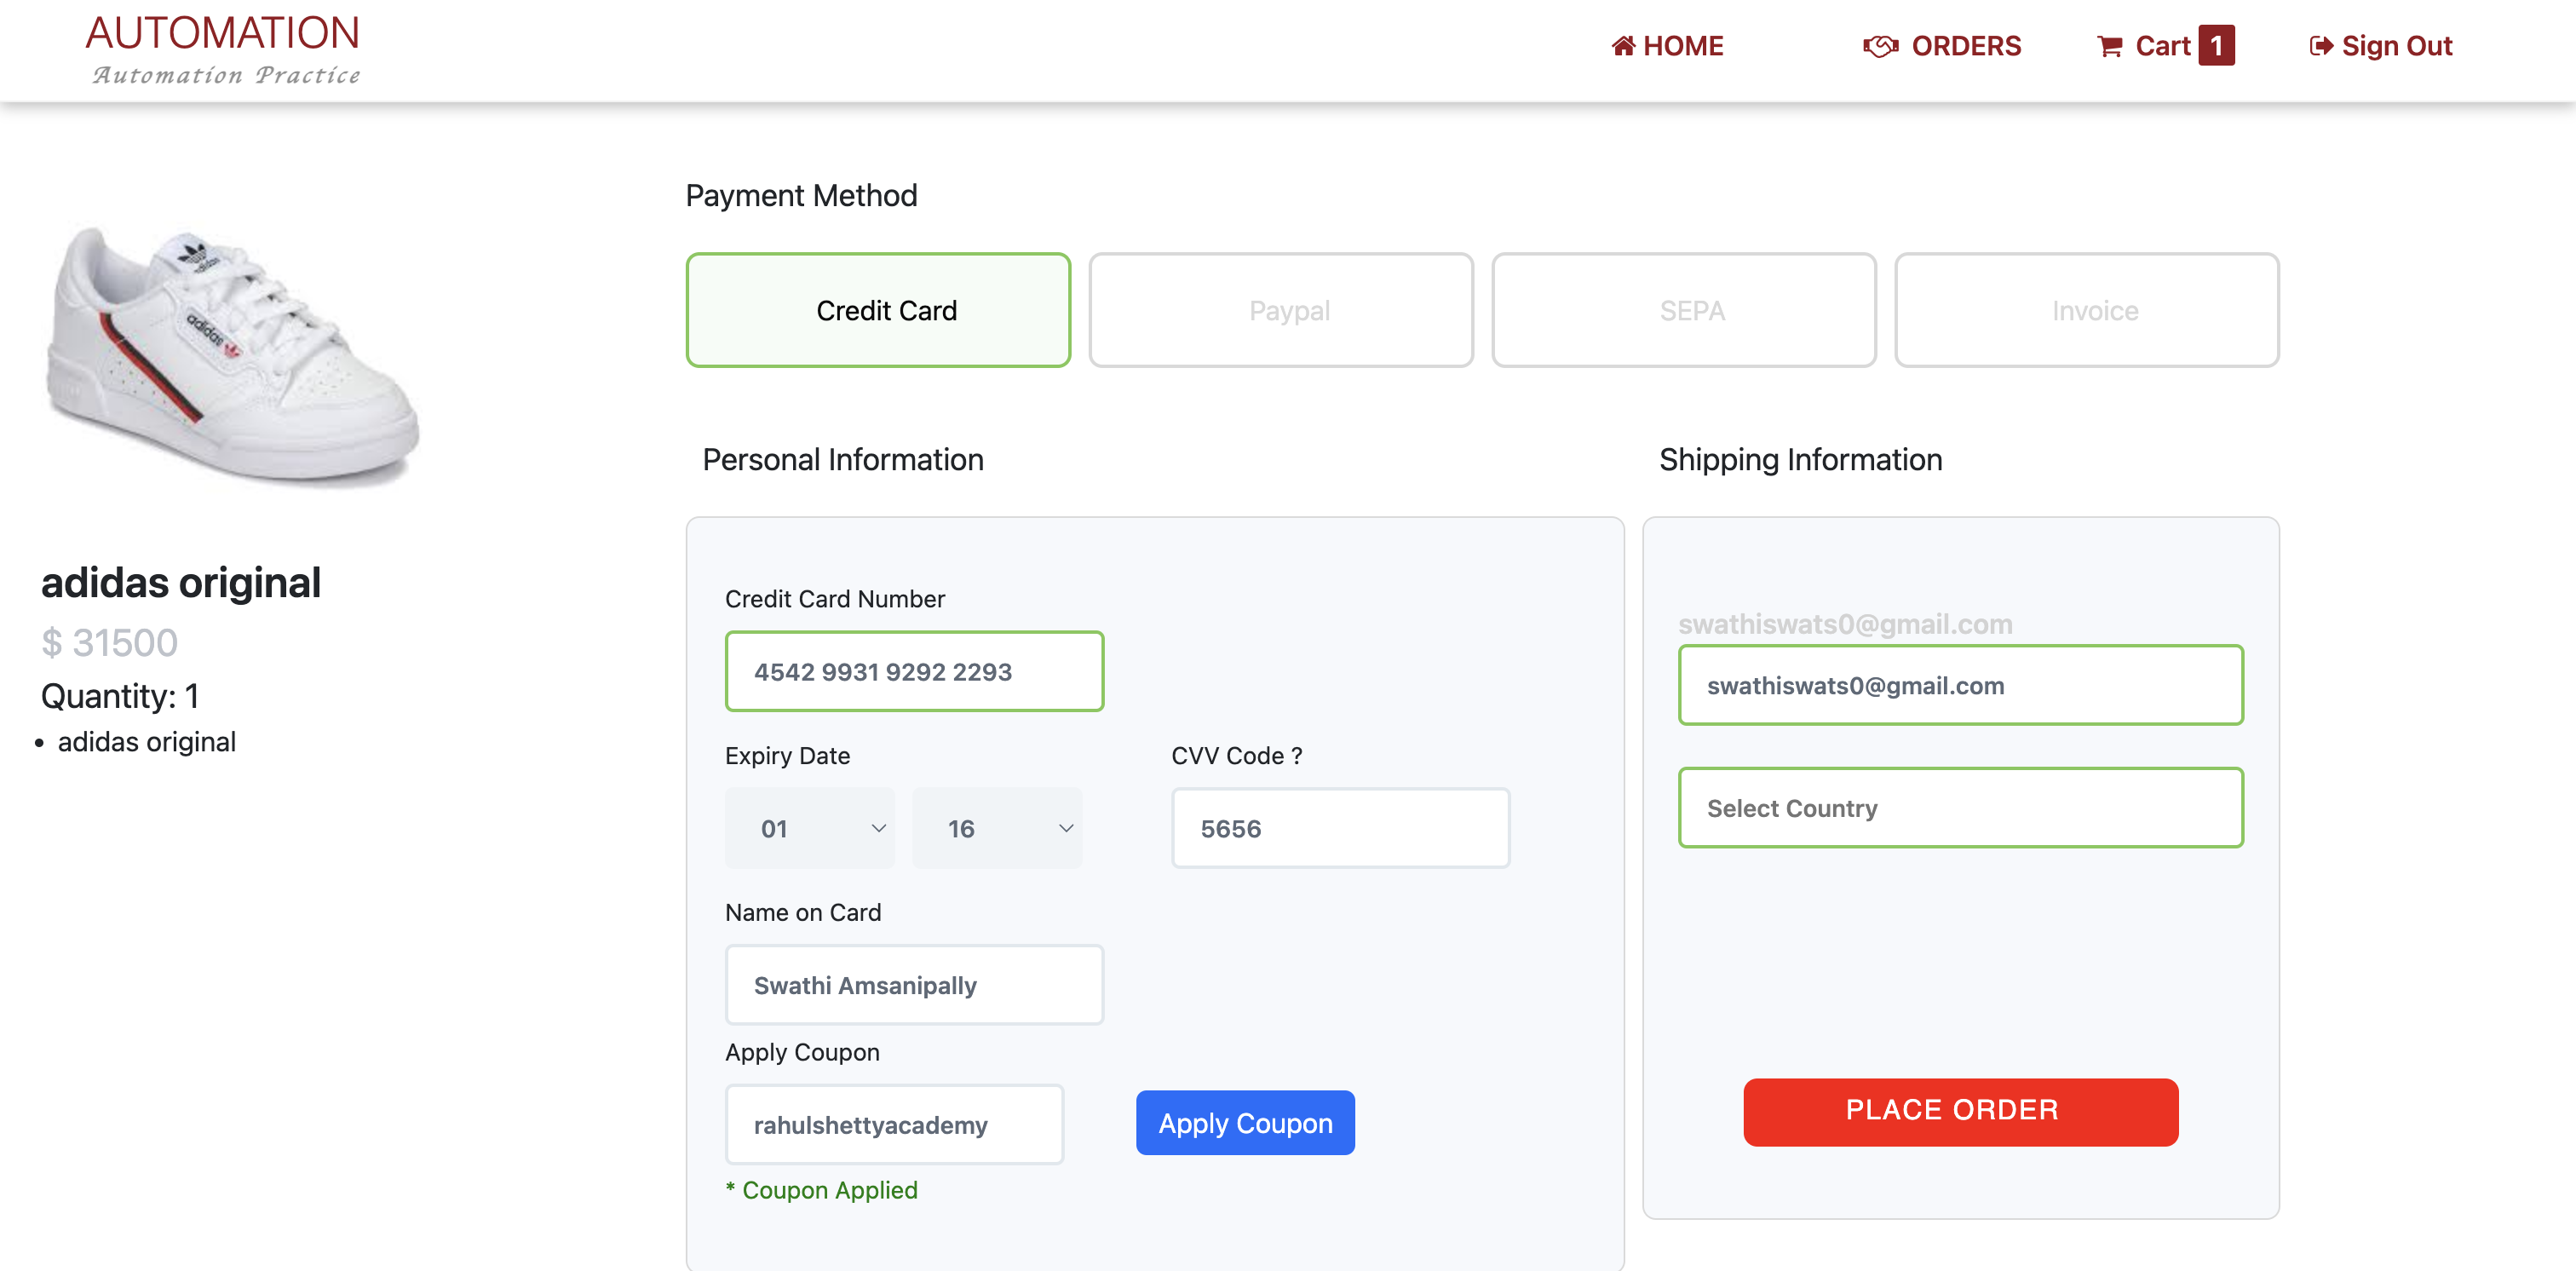 AUTOMATION
Automation Practice
HOME
ORDERS
Cart 1
Sign Out
adidas
adidas
adidas original
$ 31500
Quantity: 1
• adidas original
Payment Method
Credit Card
Paypal
SEPA
Invoice
Personal Information
Credit Card Number
4542 9931 9292 2293
Expiry Date
CVV Code ?
01
16
5656
Name on Card
Swathi Amsanipally
Apply Coupon
rahulshettyacademy
Apply Coupon
* Coupon Applied
Shipping Information
swathiswats0@gmail.com
swathiswats0@gmail.com
Select Country
PLACE ORDER